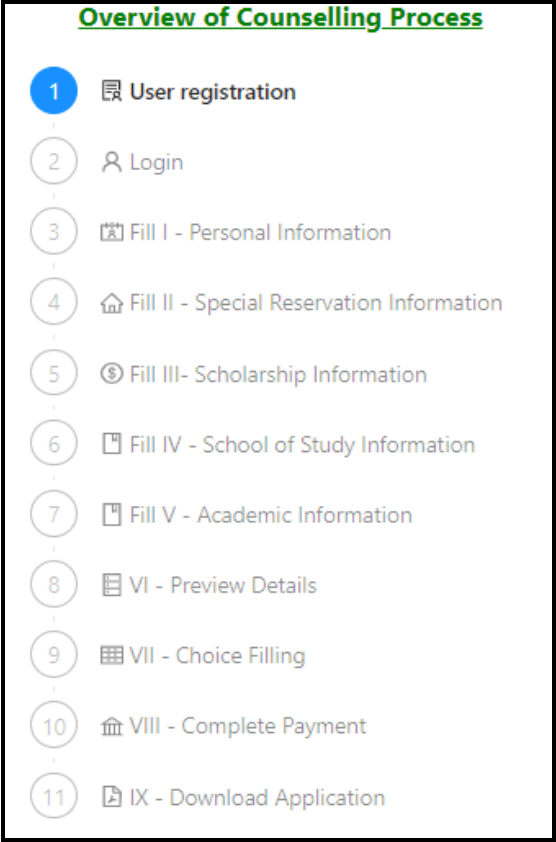 Overview of Counselling Process
1 User registration
2 Login
3 Fill I - Personal Information
4 Fill II - Special Reservation Information
5 Fill III- Scholarship Information
6 Fill IV - School of Study Information
7 Fill V - Academic Information
8 VI - Preview Details
9 VII - Choice Filling
10 VIII - Complete Payment
11 IX - Download Application